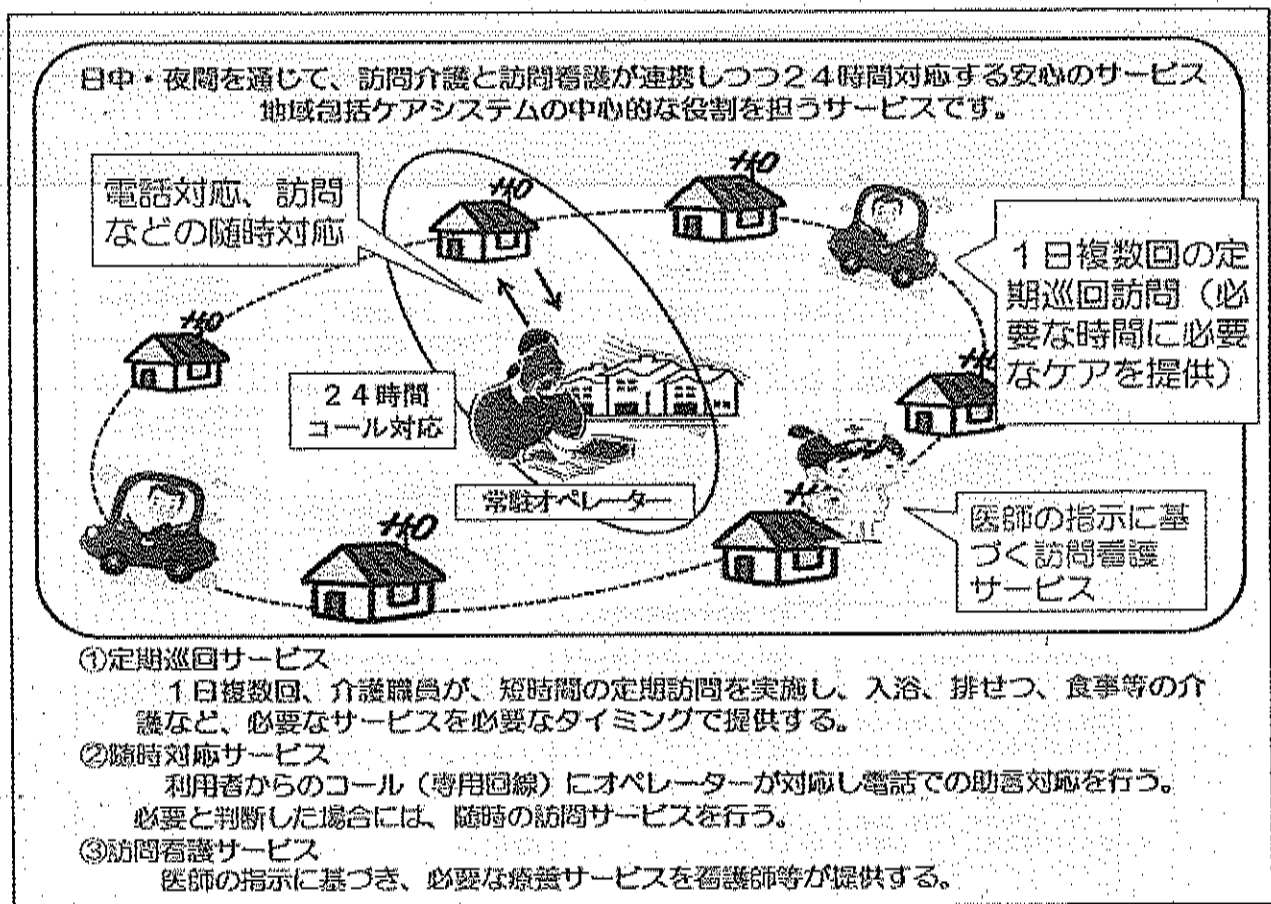 日中・夜間を通じて、訪問介護と訪問看護が連携しつつ24時間対応する安心のサービス
地域包括ケアシステムの中心的な役割を担うサービスです。
電話対応、訪問
などの随時対応
1日複数回の定
期巡回訪問（必
要な時間に必要
なケアを提供）
24時間
コール対応
常駐オペレーター
医師の指示に基
づく訪問看護
サービス
①定期巡回サービス
1日複数回、介護職員が、短時間の定期訪問を実施し、入浴、排せつ、食事等の介
護など、必要なサービスを必要なタイミングで提供する。
②随時対応サービス
利用者からのコール（専用回線）にオペレーターが対応し電話での助言対応を行う。
必要と判断した場合には、随時の訪問サービスを行う。
③訪問看護サービス
医師の指示に基づき、必要な療養サービスを看護師等が提供する。